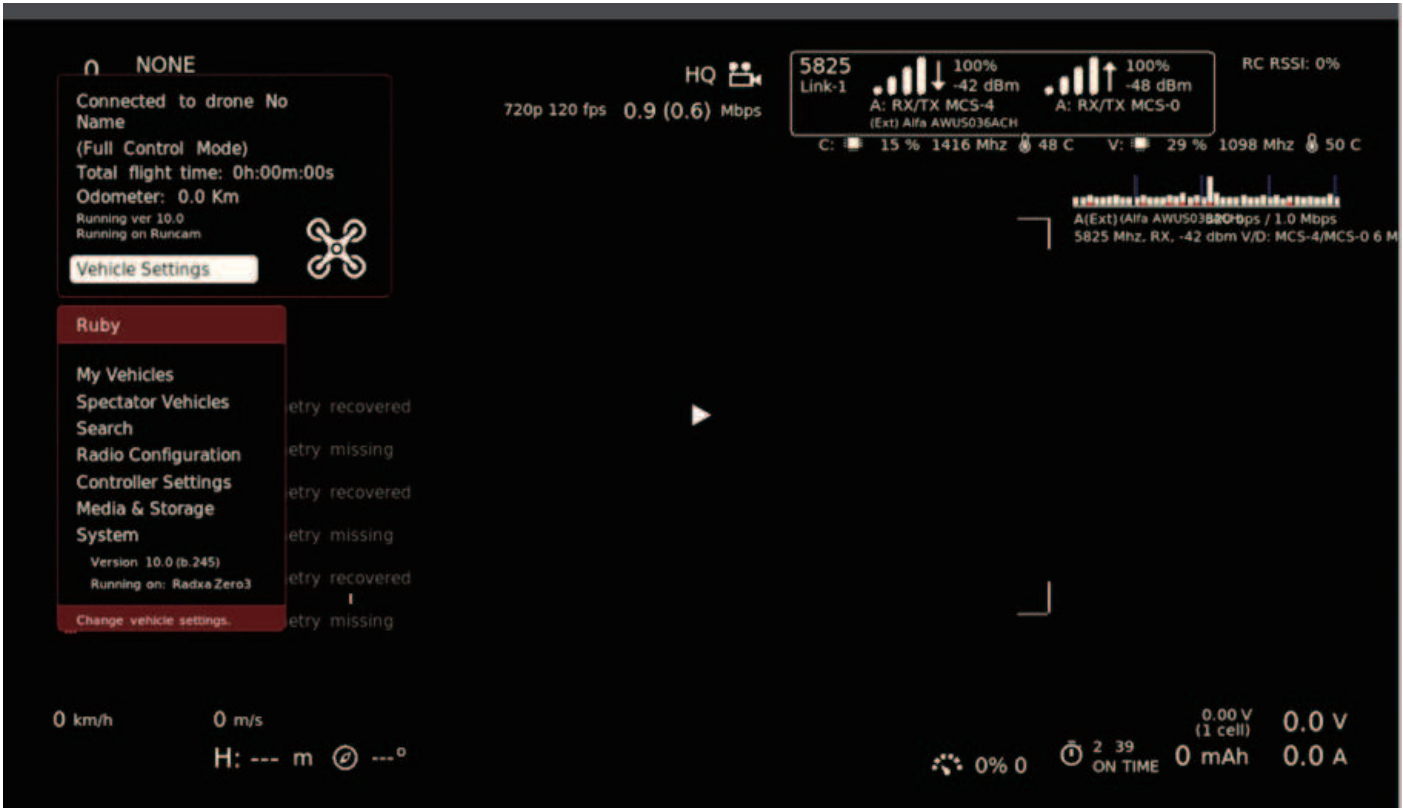 0 NONE
Connected to drone No
Name
(Full Control Mode)
Total flight time: 0h:00m:00s
Odometer: 0.0 Km
Running ver 10.0
Running on Runcam
Vehicle Settings
HQ
720p 120 fps 0.9 (0.6) Mbps
5825
Link-1
100%
-42 dBm
A: RX/TX MCS-4
(Ext) Alfa AWUS036ACH
100%
-48 dBm
A: RX/TX MCS-0
RC RSSI: 0%
C: 15 % 1416 Mhz 48 C V: 29 % 1098 Mhz 50 C
A(Ext) (Alfa bps / 1.0 Mbps
5825 Mhz, RX, -42 dbm V/D: MCS-4/MCS-0 6 M
Ruby
My Vehicles
Spectator Vehicles
Search
Radio Configuration
Controller Settings
Media & Storage
System
Version 10.0 (b.245)
Running on: Radxa Zero3
Change vehicle settings.
...
etry recovered
etry missing
etry recovered
etry missing
etry recovered
etry missing
0 km/h 0 m/s
H: --- m ---°
0% 0
2 39
ON TIME
0.00 V
(1 cell)
0 mAh
0.0 V
0.0 A